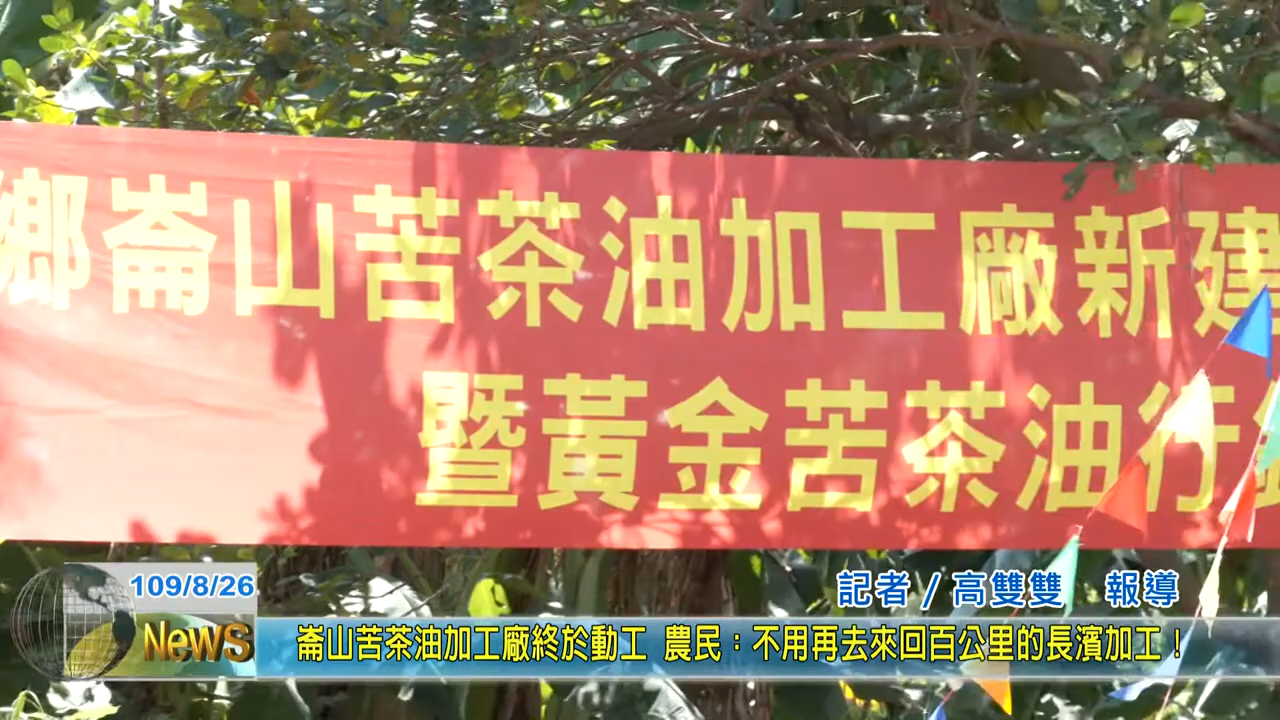 鄉崙山苦茶油加工廠新建
暨黃金苦茶油行
109/8/26
記者/高雙雙 報導
News
崙山苦茶油加工廠終於動工 農民:不用再去來回百公里的長濱加工!